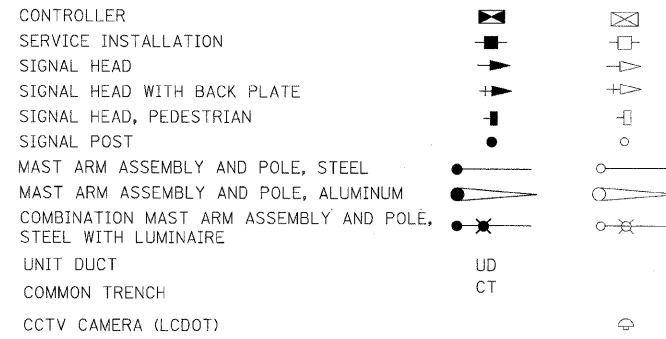 CONTROLLER
SERVICE INSTALLATION
SIGNAL HEAD
SIGNAL HEAD WITH BACK PLATE
SIGNAL HEAD, PEDESTRIAN
SIGNAL POST
MAST ARM ASSEMBLY AND POLE, STEEL
MAST ARM ASSEMBLY AND POLE, ALUMINUM
COMBINATION MAST ARM ASSEMBLY AND POLE,
STEEL WITH LUMINAIRE
UNIT DUCT UD
COMMON TRENCH CT
CCTV CAMERA (LCDOT)